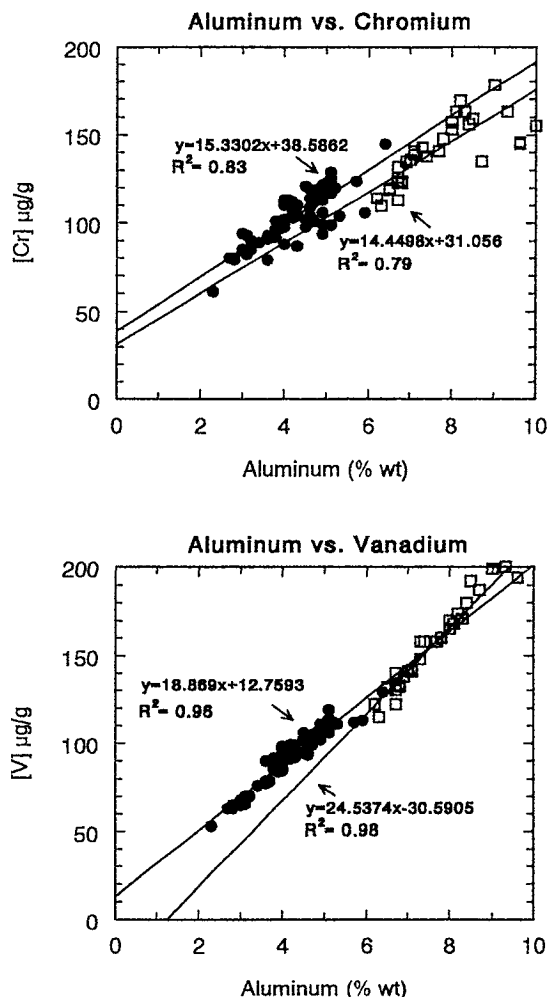 Aluminum vs. Chromium
200
150
100
50
0
[Cr] µg/g
y=15.3302x+38.5862
R²= 0.83
y=14.4498x+31.056
R²= 0.79
0 2 4 6 8 10
Aluminum (% wt)
Aluminum vs. Vanadium
200
150
100
50
0
[V] µg/g
y=18.869x+12.7593
R²= 0.96
y=24.5374x-30.5905
R²= 0.98
0 2 4 6 8 10
Aluminum (% wt)